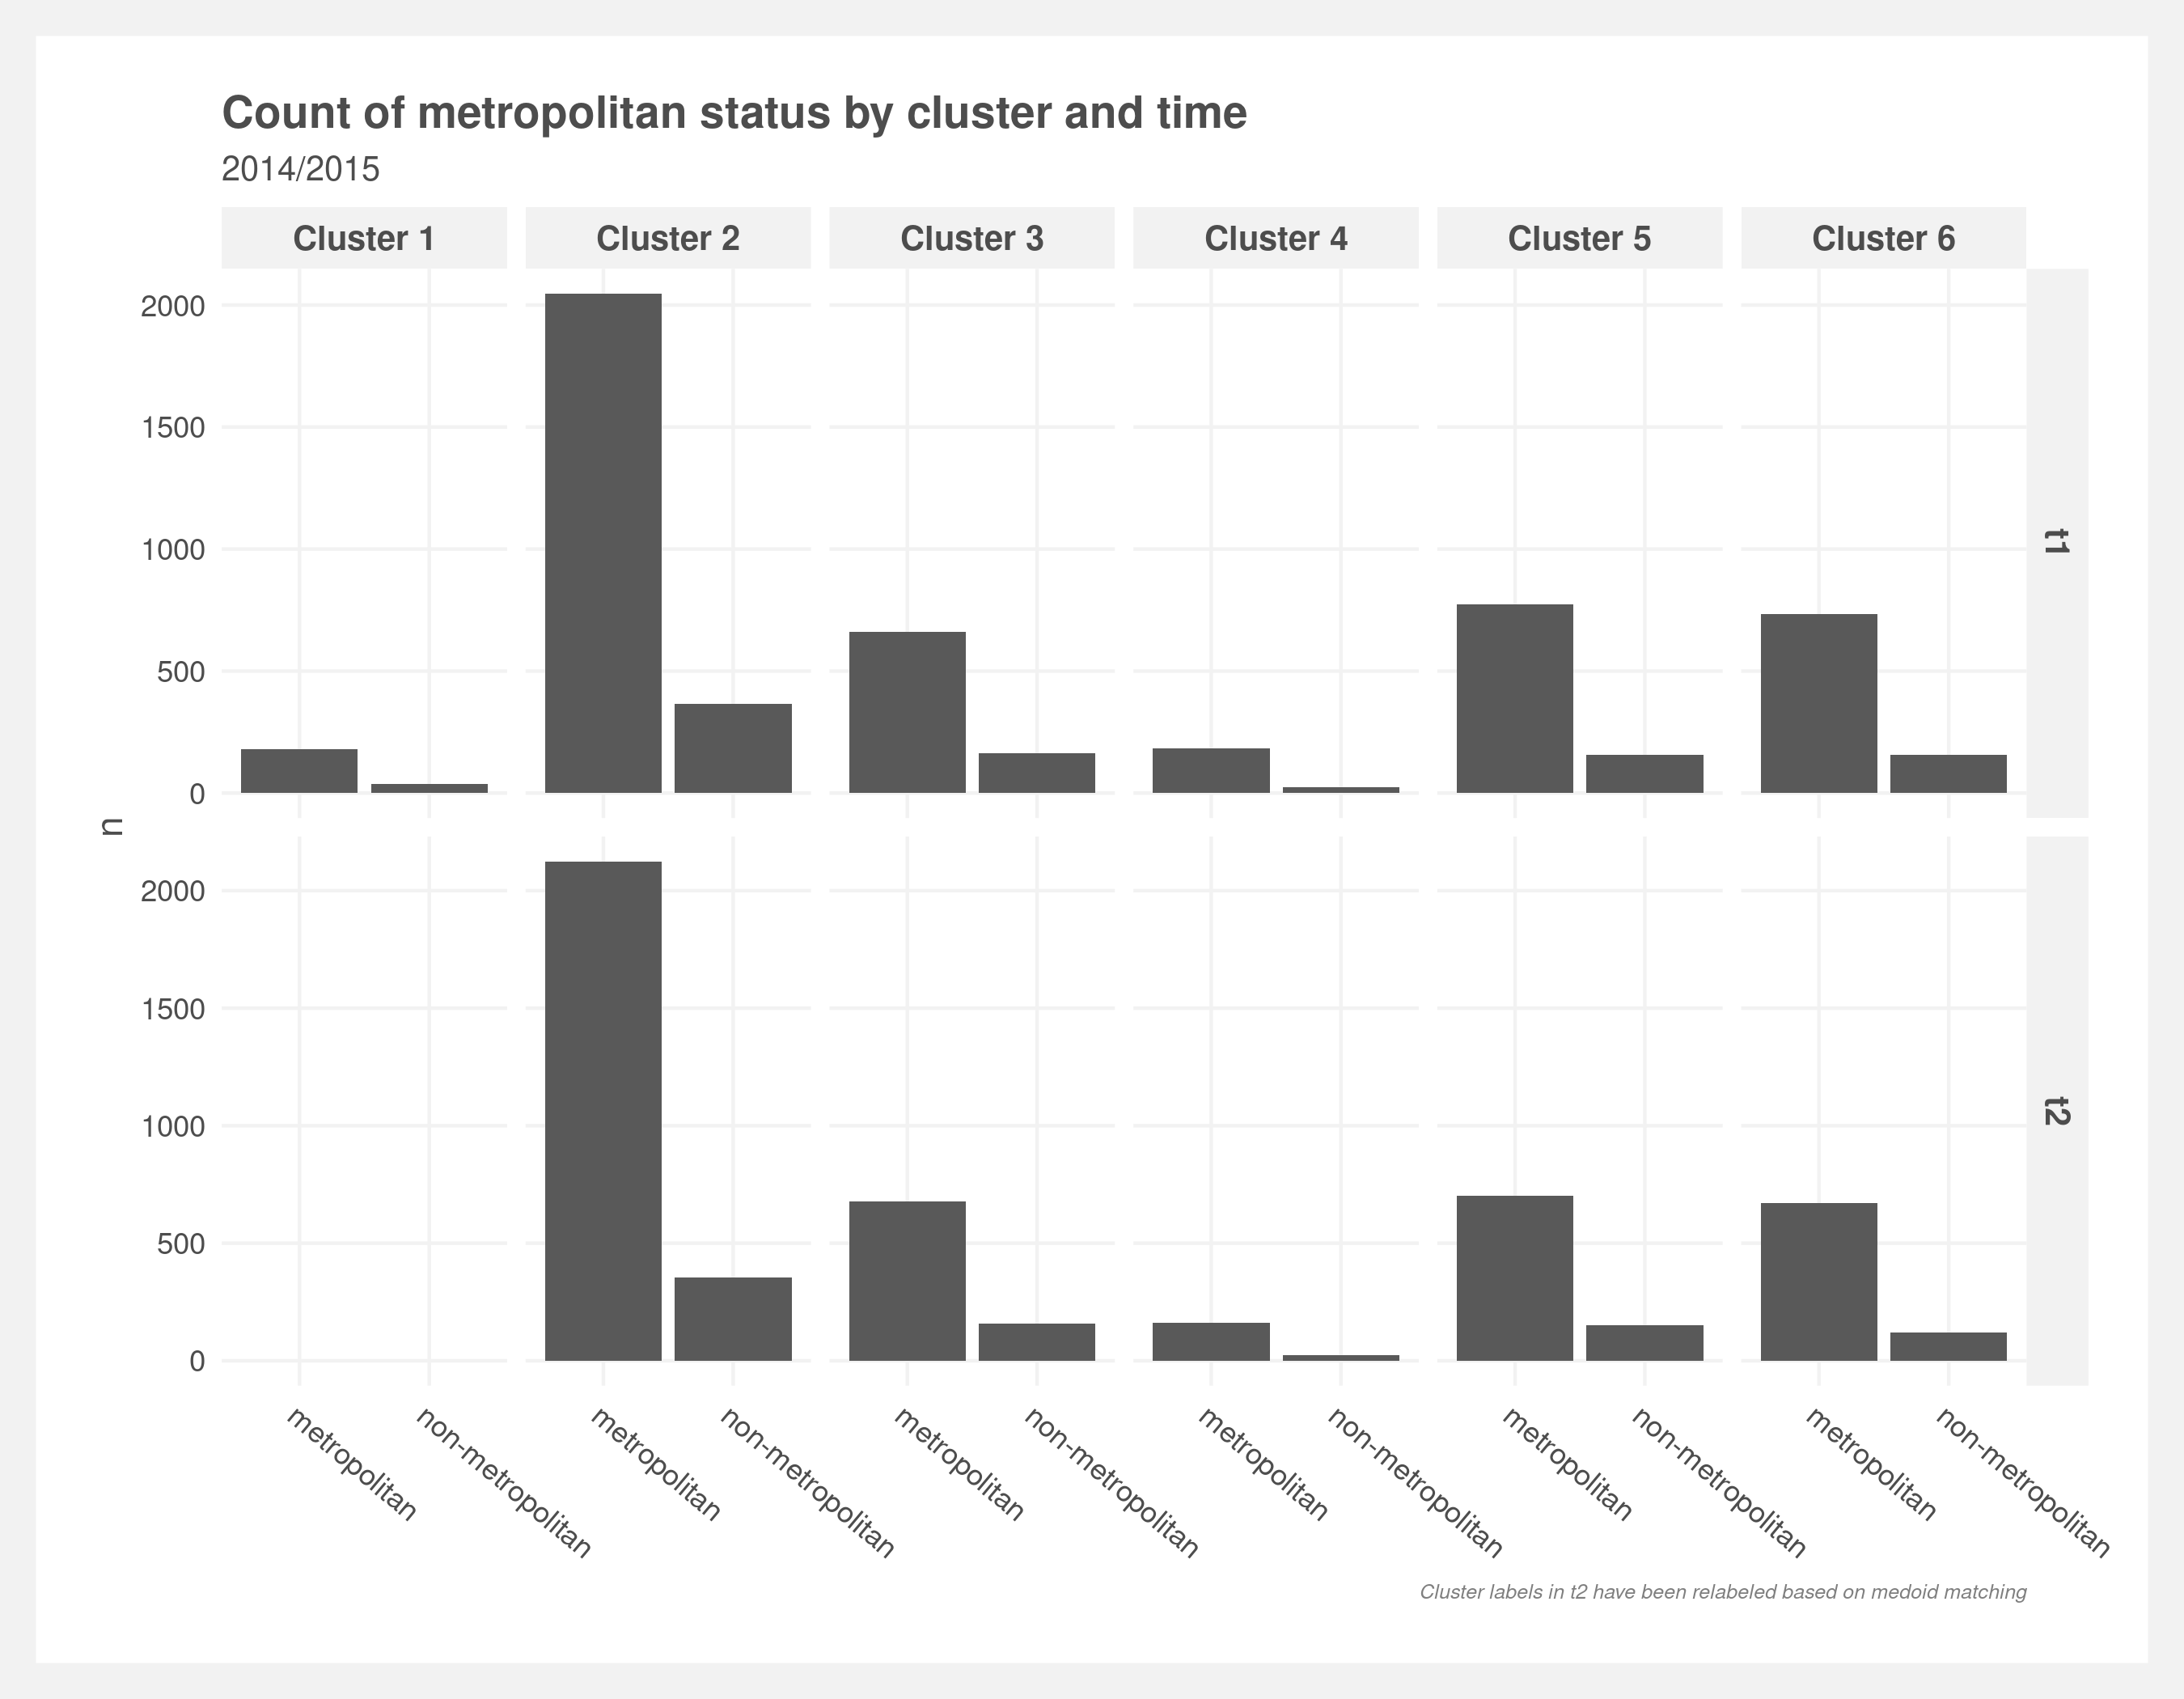 Count of metropolitan status by cluster and time
2014/2015
Cluster 1 Cluster 2 Cluster 3 Cluster 4 Cluster 5 Cluster 6
2000
1500
1000
500
0
t1
n
2000
1500
1000
500
0
t2
metropolitan non-metropolitan metropolitan non-metropolitan metropolitan non-metropolitan metropolitan non-metropolitan metropolitan non-metropolitan metropolitan non-metropolitan
Cluster labels in t2 have been relabeled based on medoid matching